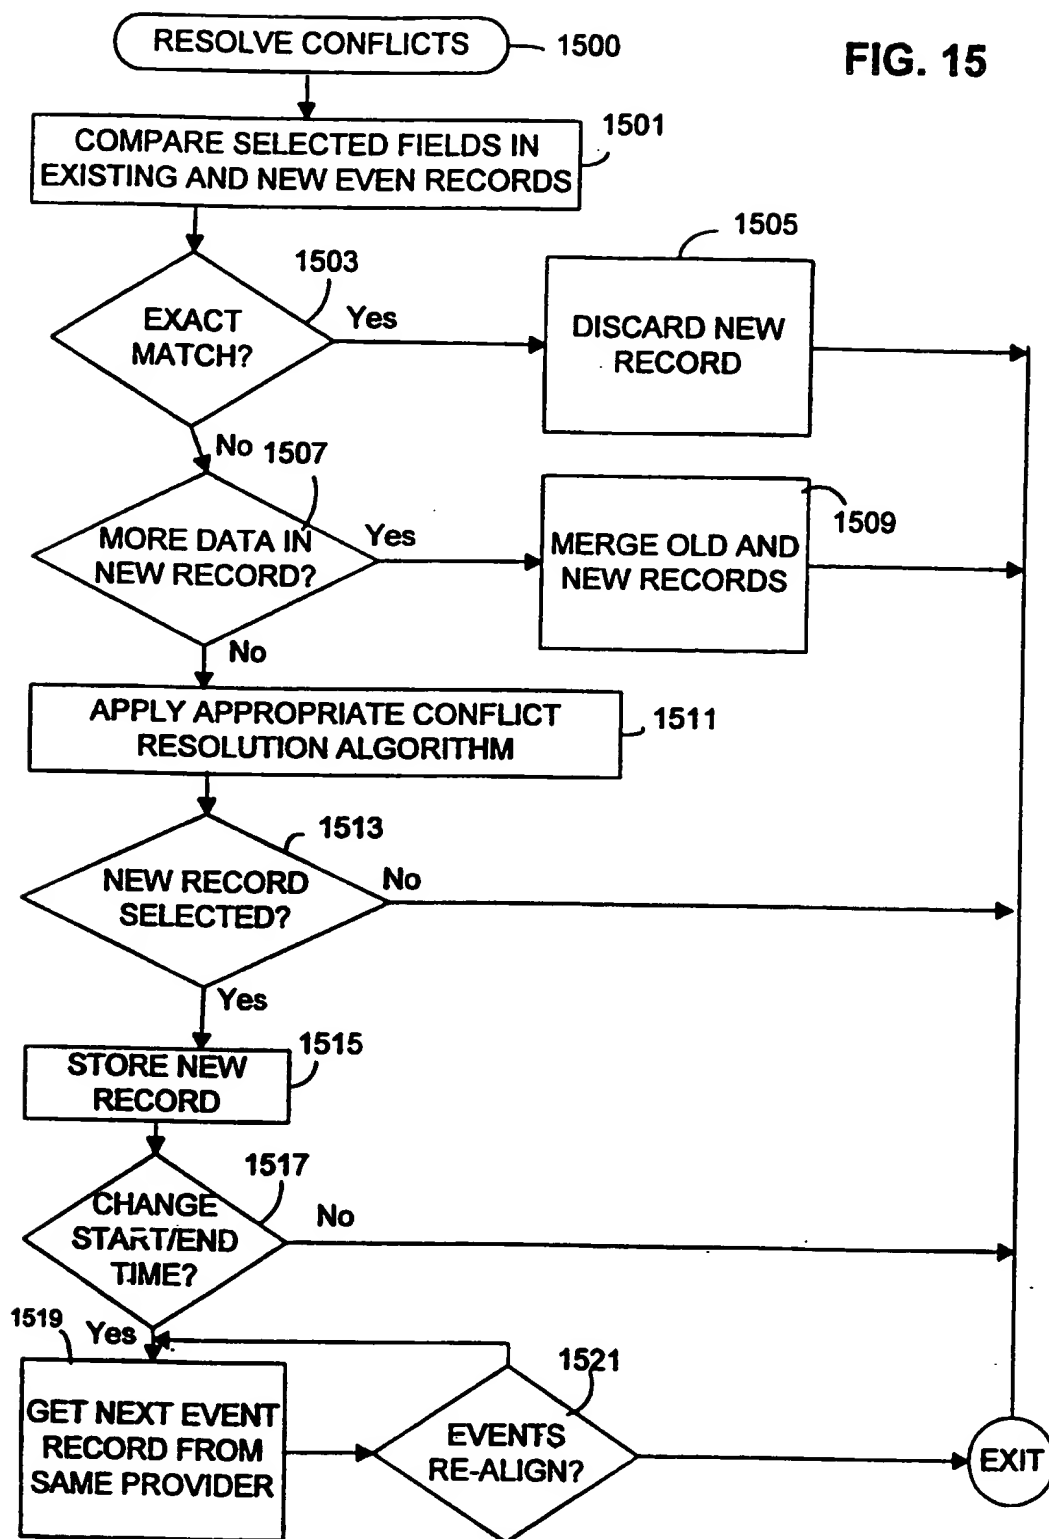 RESOLVE CONFLICTS
1500
FIG. 15
1501
COMPARE SELECTED FIELDS IN
EXISTING AND NEW EVEN RECORDS
1503
EXACT
MATCH?
Yes
1505
DISCARD NEW
RECORD
No
1507
MORE DATA IN
NEW RECORD?
Yes
1509
MERGE OLD AND
NEW RECORDS
No
APPLY APPROPRIATE CONFLICT
RESOLUTION ALGORITHM
1511
1513
NEW RECORD
SELECTED?
No
Yes
1515
STORE NEW
RECORD
1517
CHANGE
START/END
TIME?
No
1519
Yes
GET NEXT EVENT
RECORD FROM
SAME PROVIDER
1521
EVENTS
RE-ALIGN?
EXIT